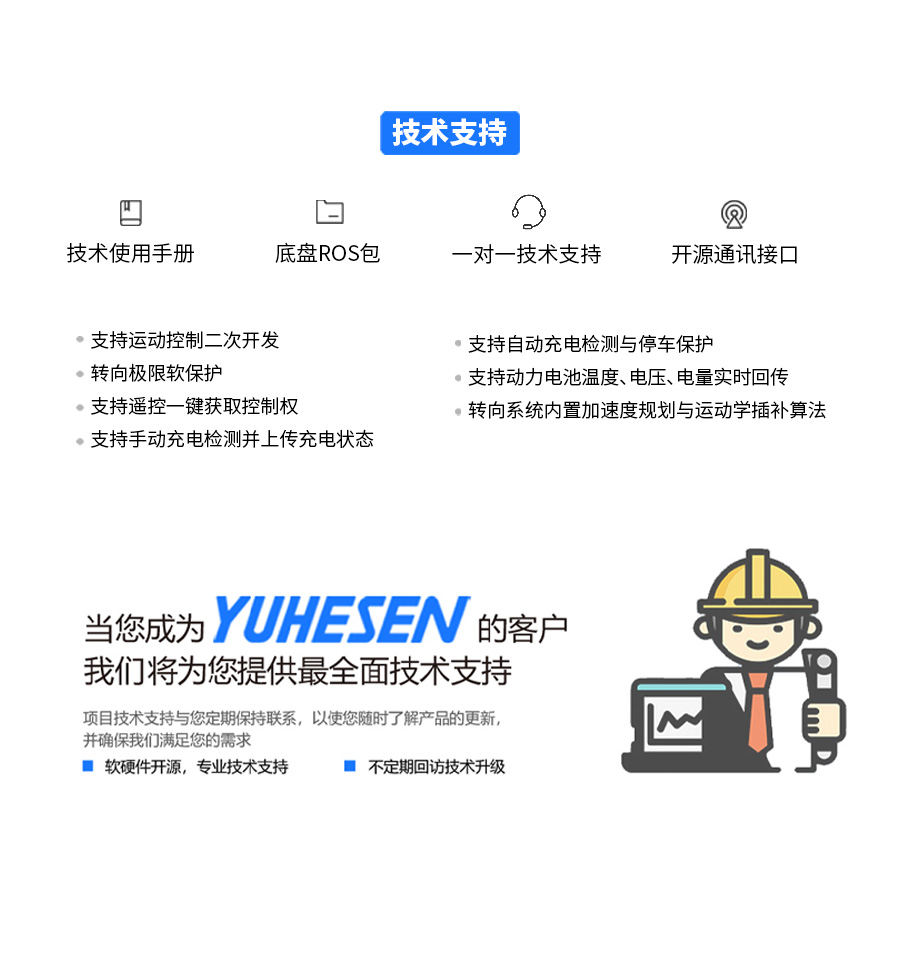 技术支持
技术使用手册
底盘ROS包
一对一技术支持
开源通讯接口
支持运动控制二次开发
转向极限软保护
支持遥控一键获取控制权
支持手动充电检测并上传充电状态
支持自动充电检测与停车保护
支持动力电池温度、电压、电量实时回传
转向系统内置加速度规划与运动学插补算法
当您成为 YUHESEN 的客户
我们将为您提供最全面技术支持
项目技术支持与您定期保持联系，以使您随时了解产品的更新，
并确保我们满足您的需求
软硬件开源，专业技术支持
不定期回访技术升级